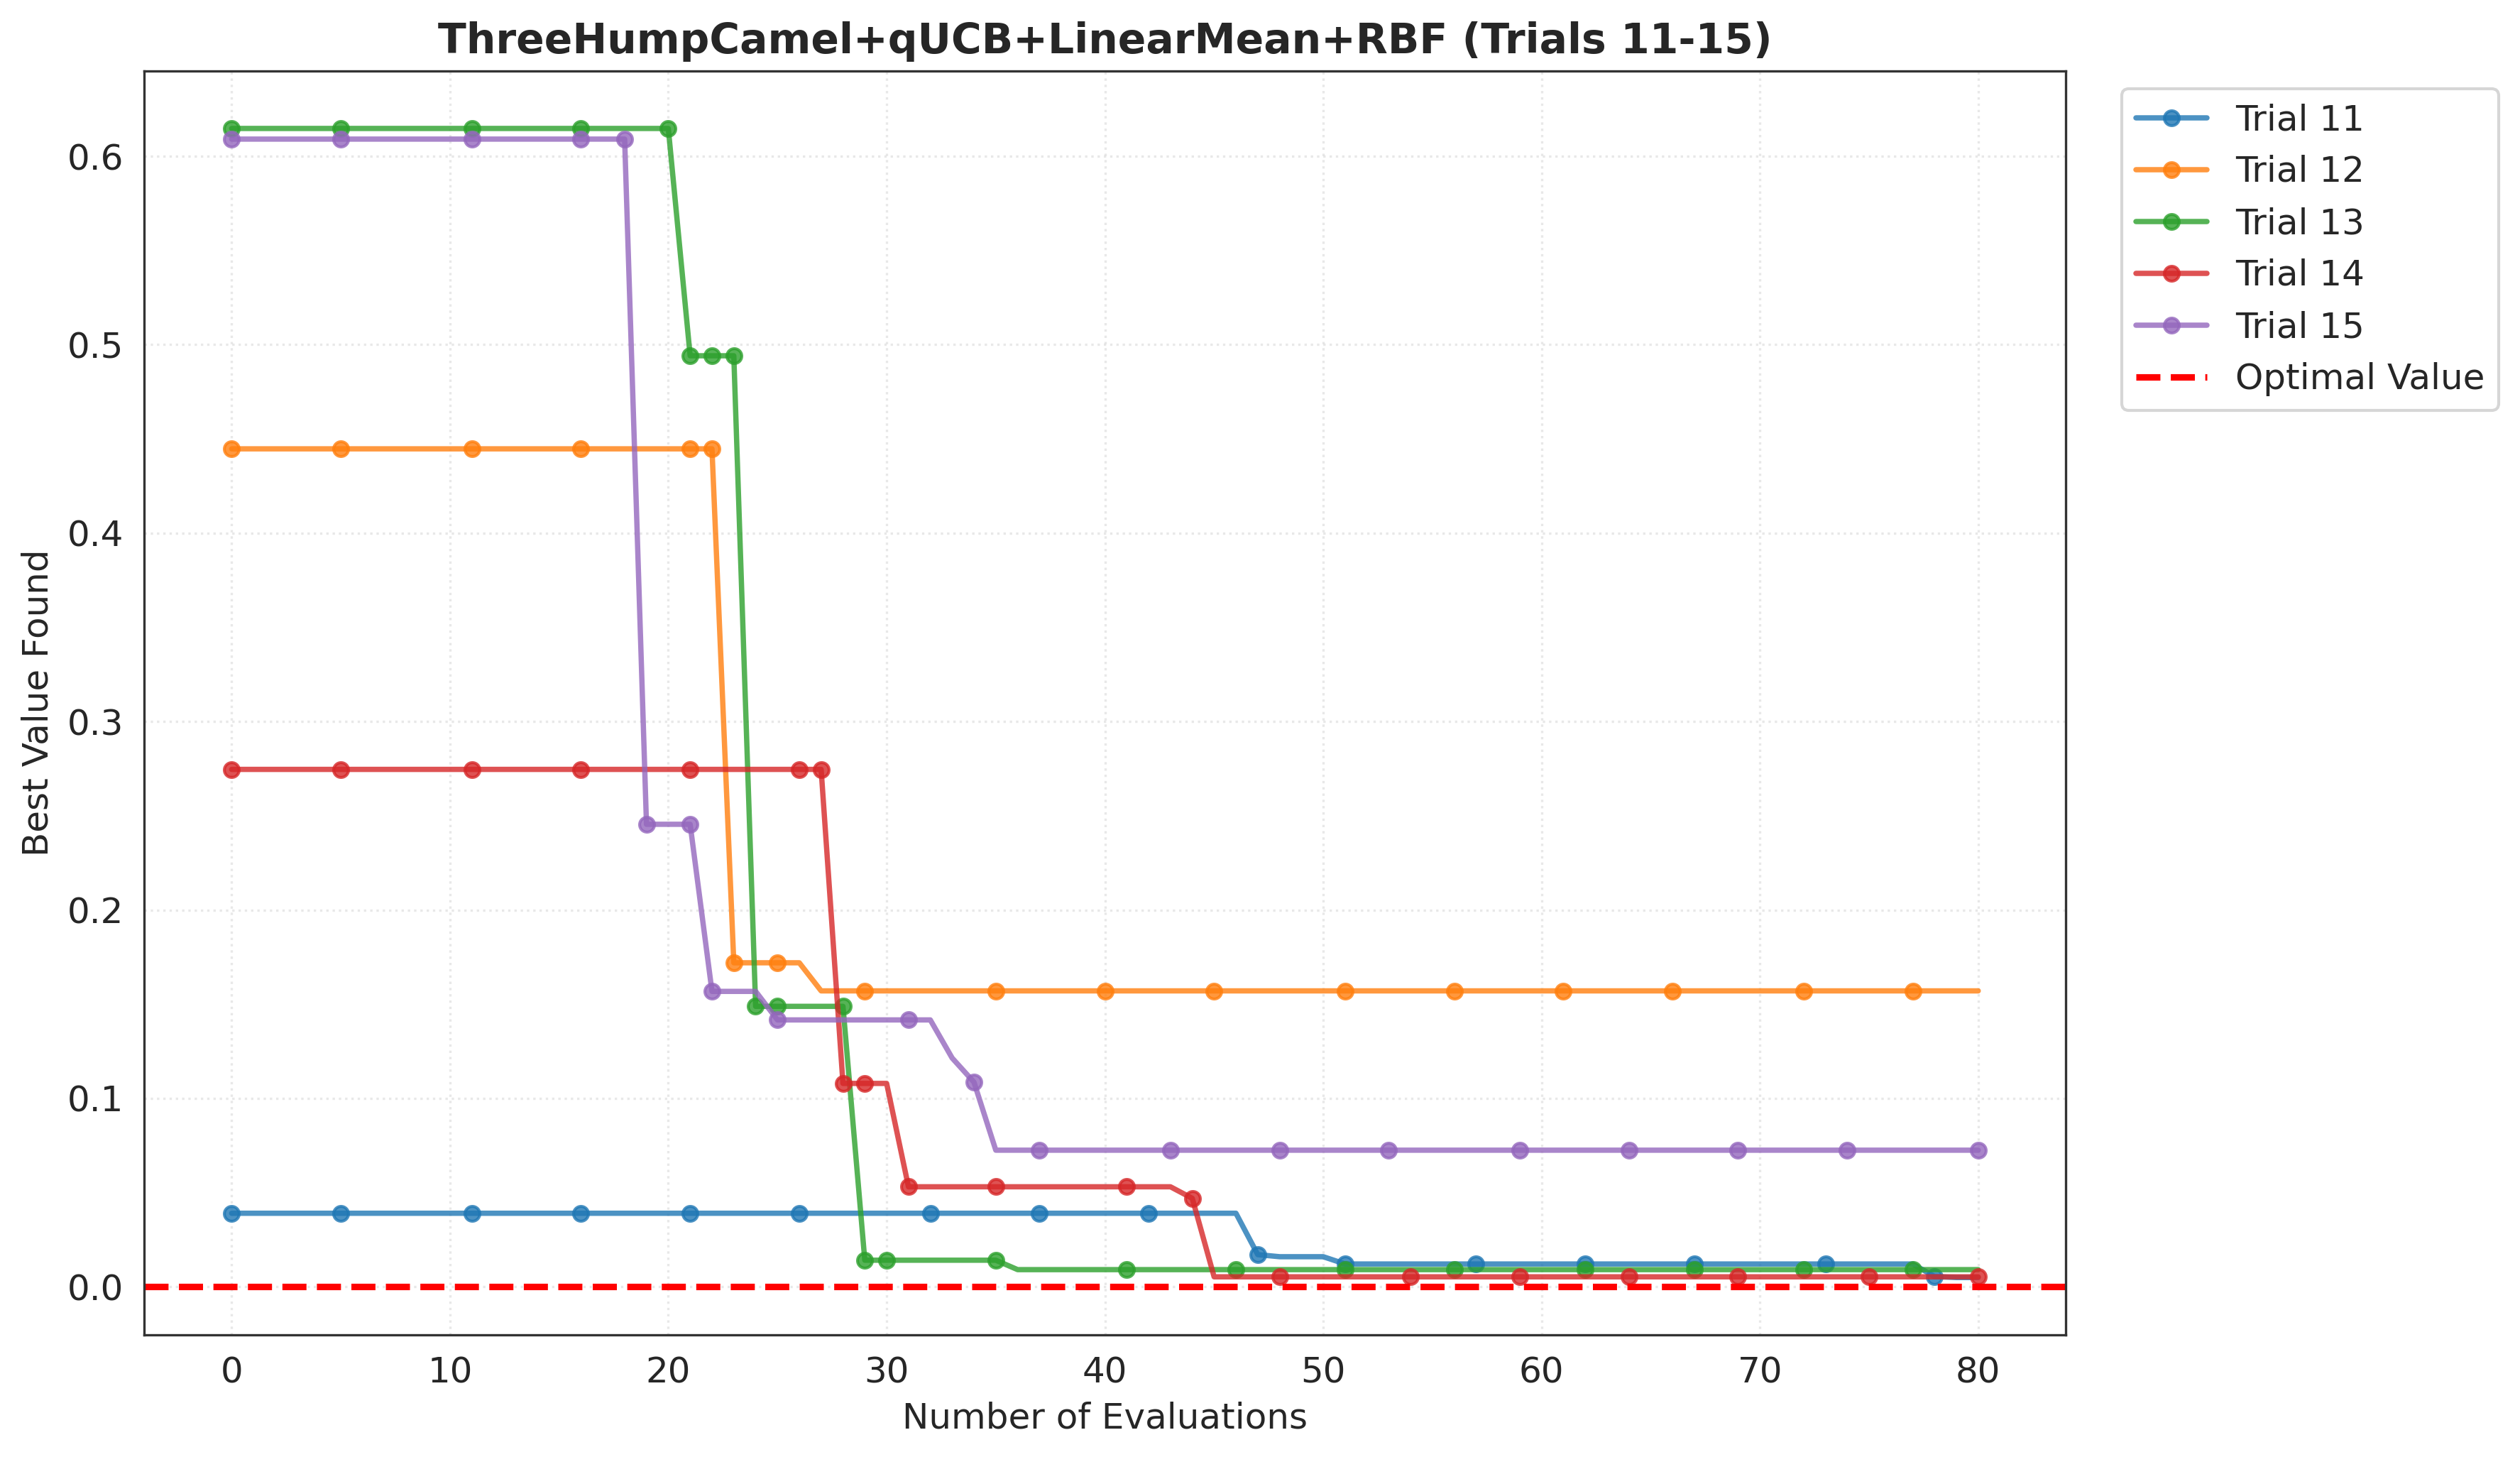 ThreeHumpCamel+qUCB+LinearMean+RBF (Trials 11-15)
Best Value Found
0.6
0.5
0.4
0.3
0.2
0.1
0.0
0 10 20 30 40 50 60 70 80
Number of Evaluations
Trial 11
Trial 12
Trial 13
Trial 14
Trial 15
Optimal Value